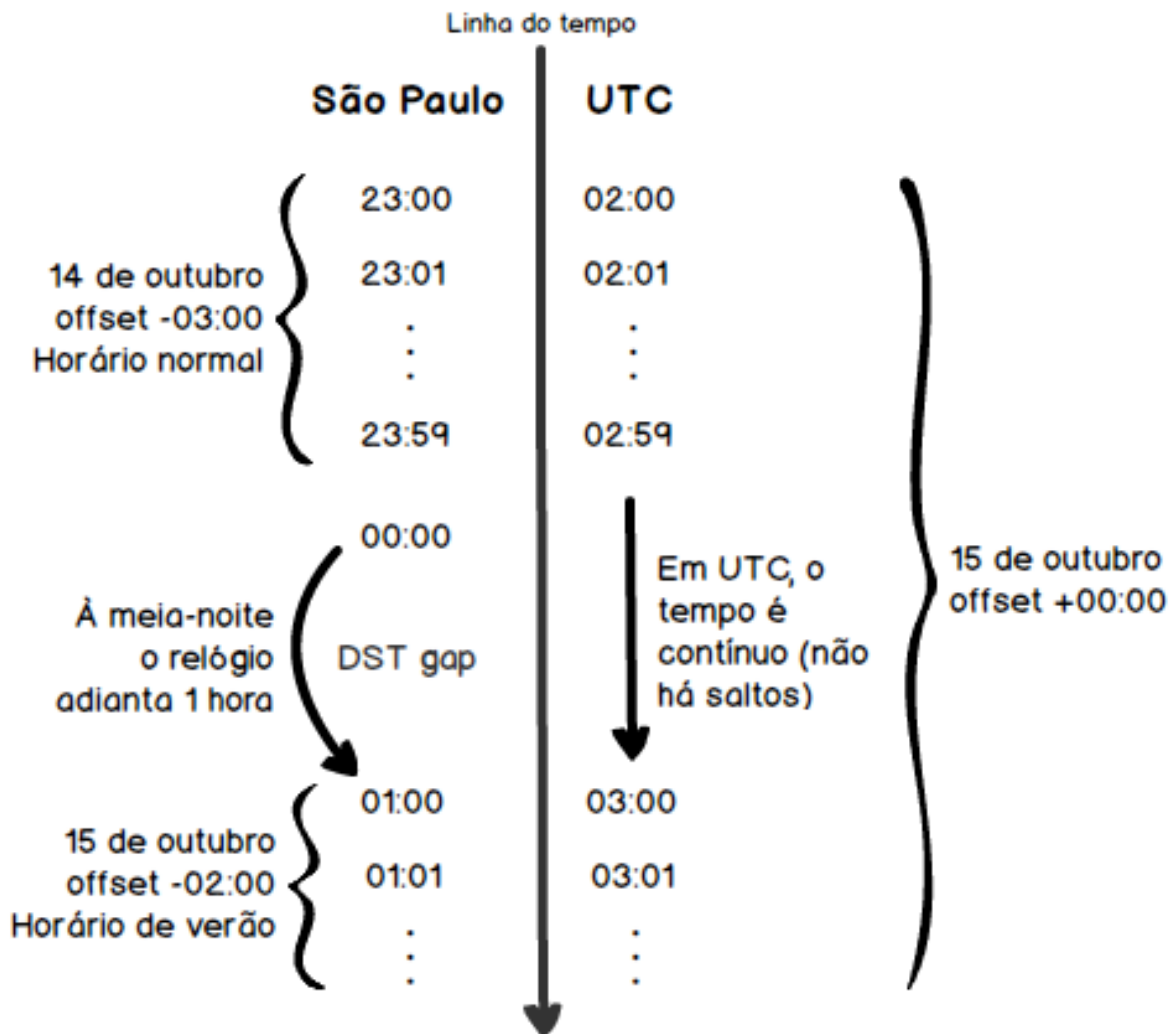 Linha do tempo
São Paulo
UTC
23:00
02:00
14 de outubro
offset -03:00
Horário normal
23:01
02:01
23:59
02:59
00:00
À meia-noite
o relógio
adianta 1 hora
DST gap
Em UTC, o
tempo é
contínuo (não
há saltos)
15 de outubro
offset +00:00
01:00
03:00
15 de outubro
offset -02:00
Horário de verão
01:01
03:01